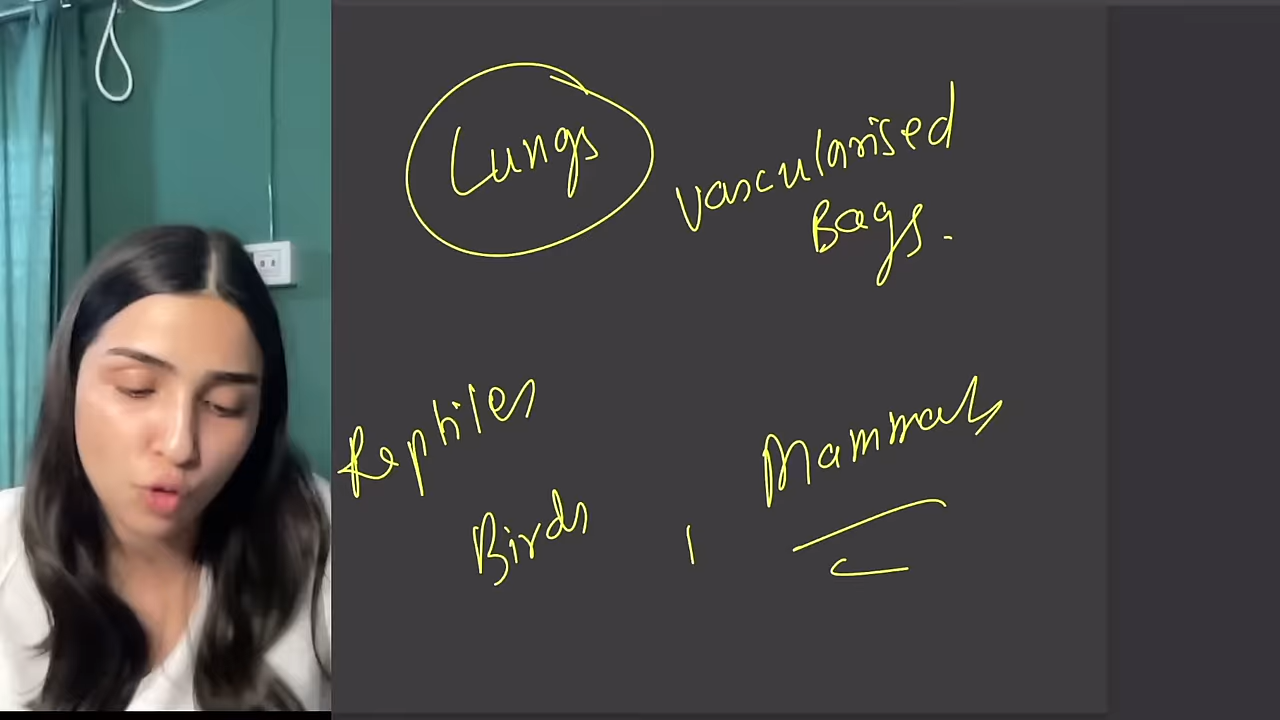 Lungs
vascularised
Bags.
Reptiles
Mammals
Birds ,